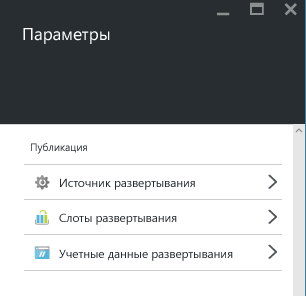 Параметры
Публикация
Источник развертывания
Слоты развертывания
Учетные данные развертывания